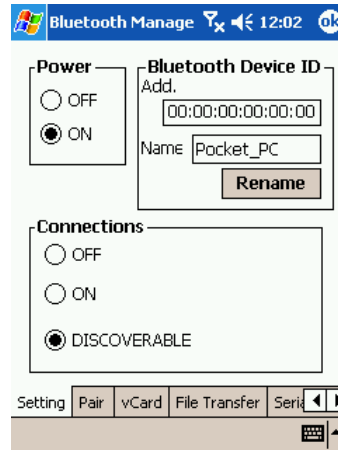 Bluetooth Manage 12:02 ok
Power
OFF
ON
Bluetooth Device ID
Add.
00:00:00:00:00:00
Name Pocket_PC
Rename
Connections
OFF
ON
DISCOVERABLE
Setting Pair vCard File Transfer Seria